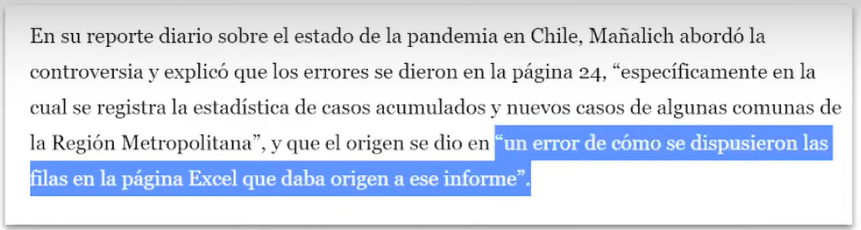 En su reporte diario sobre el estado de la pandemia en Chile, Mañalich abordó la
controversia y explicó que los errores se dieron en la página 24, “específicamente en la
cual se registra la estadística de casos acumulados y nuevos casos de algunas comunas de
la Región Metropolitana”, y que el origen se dio en “un error de cómo se dispusieron las
filas en la página Excel que daba origen a ese informe”.